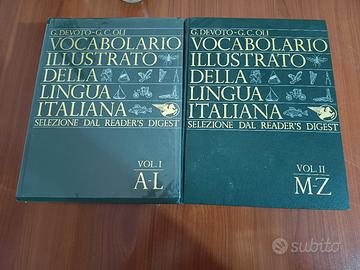 G. DEVOTO-G.C. OLI
VOCABOLARIO
ILLUSTRATO
DELLA
LINGUA
ITALIANA
SELEZIONE DAL READER'S DIGEST
VOL. I
A-L
G. DEVOTO-G.C. OLI
VOCABOLARIO
ILLUSTRATO
DELLA
LINGUA
ITALIANA
SELEZIONE DAL READER'S DIGEST
VOL. II
M-Z
subito